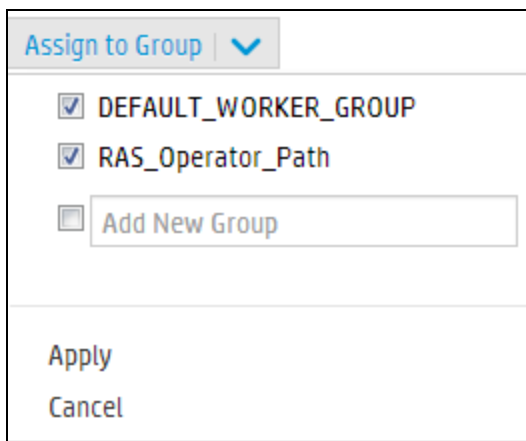 Assign to Group
DEFAULT_WORKER_GROUP
RAS_Operator_Path
Add New Group
Apply
Cancel